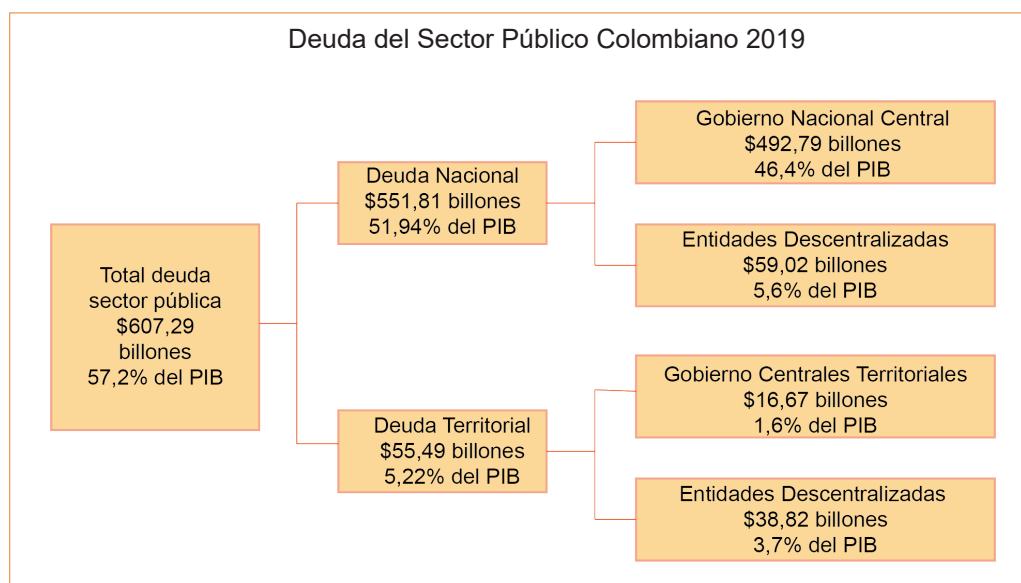 Deuda del Sector Público Colombiano 2019
Total deuda
sector pública
$607,29
billones
57,2% del PIB
Deuda Nacional
$551,81 billones
51,94% del PIB
Gobierno Nacional Central
$492,79 billones
46,4% del PIB
Entidades Descentralizadas
$59,02 billones
5,6% del PIB
Deuda Territorial
$55,49 billones
5,22% del PIB
Gobierno Centrales Territoriales
$16,67 billones
1,6% del PIB
Entidades Descentralizadas
$38,82 billones
3,7% del PIB